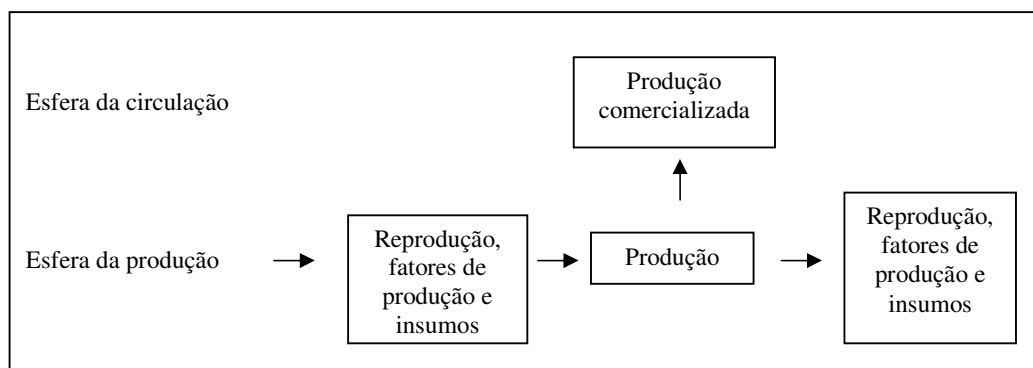 Esfera da circulação
Produção
comercializada
Esfera da produção
Reprodução,
fatores de
produção e
insumos
Produção
Reprodução,
fatores de
produção e
insumos